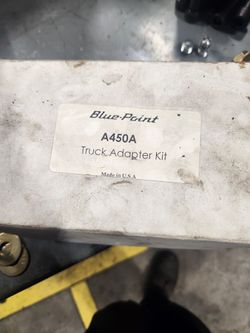 Blue-Point
A450A
Truck Adapter Kit
Made in U.S.A